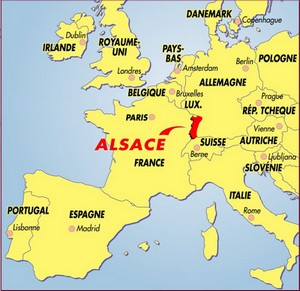 DANEMARK
Copenhague
Dublin
IRLANDE
ROYAUME-
UNI
Londres
PAYS-
BAS
Amsterdam
Berlin
POLOGNE
ALLEMAGNE
BELGIQUE
Bruxelles
LUX.
Prague
RÉP. TCHEQUE
PARIS
Vienne
ALSACE
SUISSE
AUTRICHE
Berne
Ljubljana
FRANCE
SLOVÉNIE
ITALIE
PORTUGAL
ESPAGNE
Rome
Lisbonne
Madrid